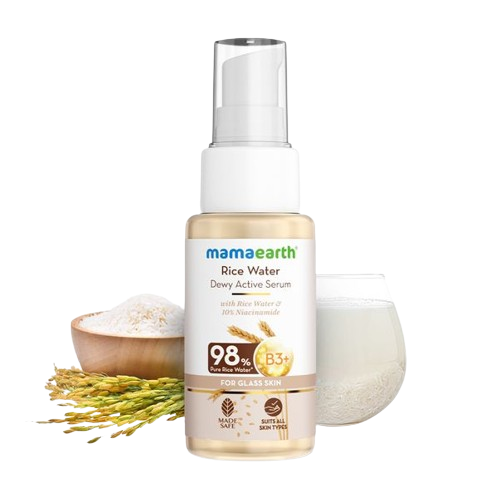 mamaearth®
Rice Water
Dewy Active Serum
with Rice Water &
10% Niacinamide
98%
Pure Rice Water*
B3+
FOR GLASS SKIN
MADE
SAFE
SUITS ALL
SKIN TYPES